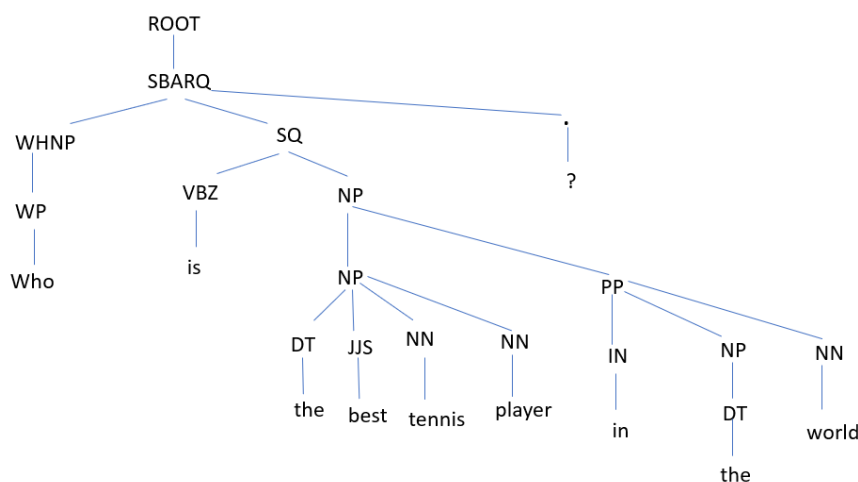 ROOT
SBARQ
.
WHNP SQ
?
VBZ NP
WP
is
Who
NP PP
DT JJS NN NN IN NP NN
the best tennis player in DT world
the